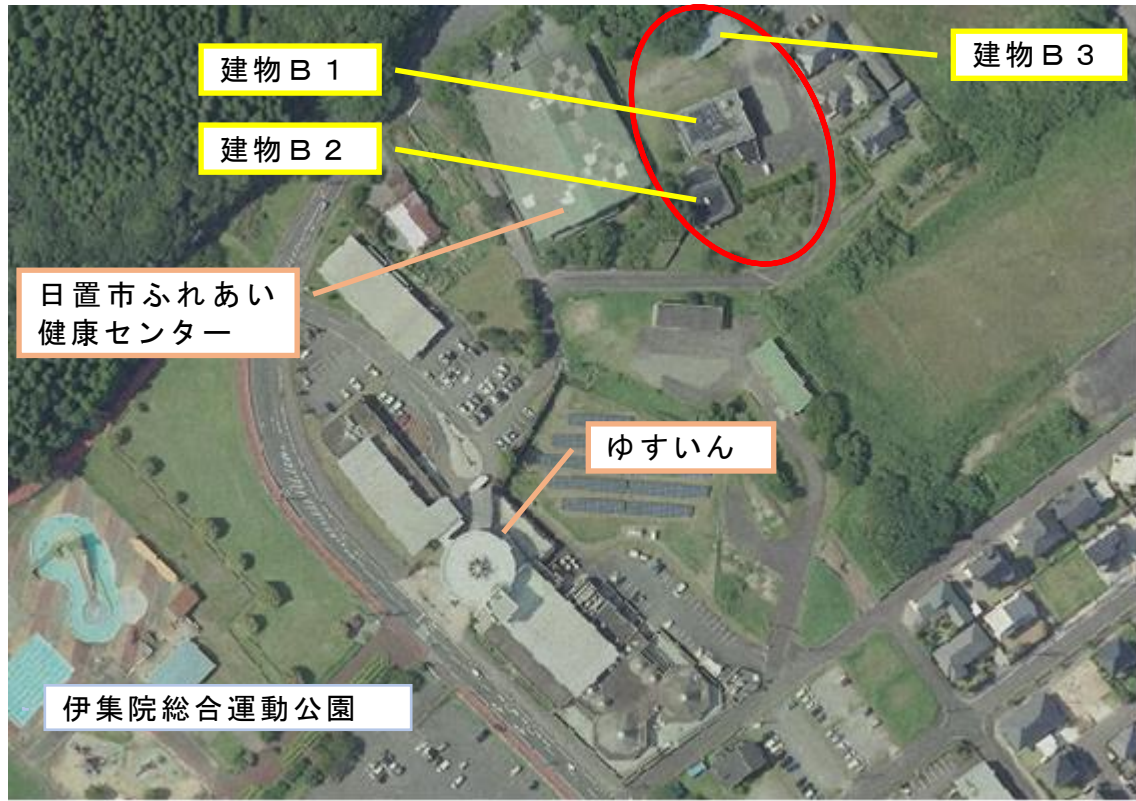 建物Ｂ１
建物Ｂ３
建物Ｂ２
日置市ふれあい
健康センター
ゆすいん
伊集院総合運動公園